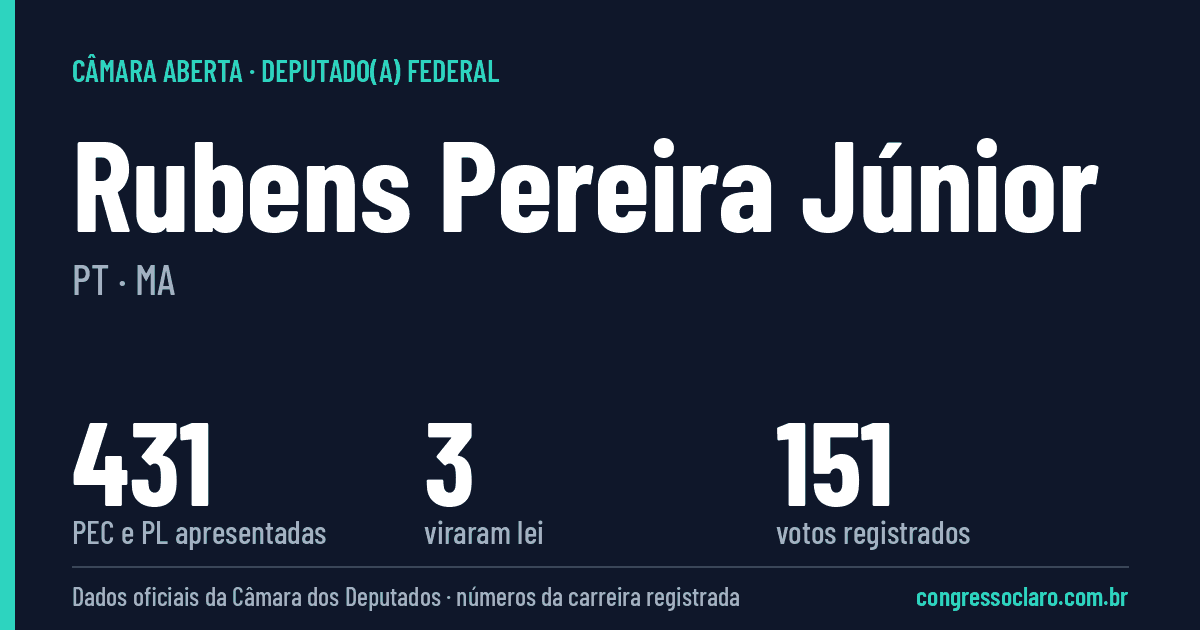 CÂMARA ABERTA · DEPUTADO(A) FEDERAL
Rubens Pereira Júnior
PT · MA
431 3 151
PEC e PL apresentadas viraram lei votos registrados
Dados oficiais da Câmara dos Deputados · números da carreira registrada congressoclaro.com.br